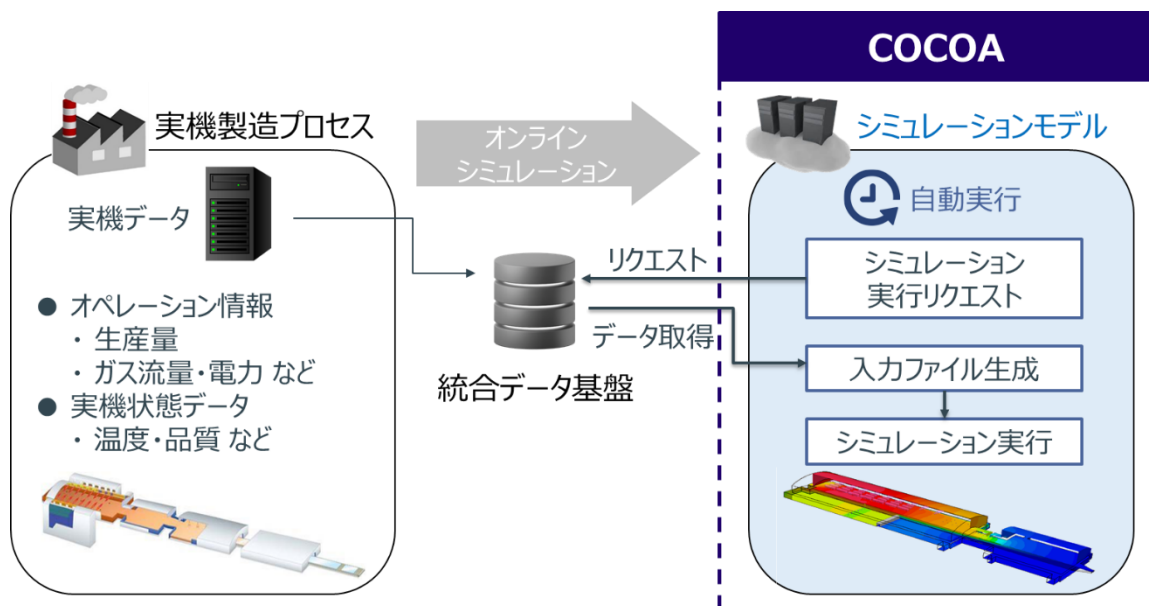 COCOA
実機製造プロセス
オンライン
シミュレーション
シミュレーションモデル
実機データ
● オペレーション情報
・生産量
・ガス流量・電力 など
● 実機状態データ
・温度・品質 など
リクエスト
データ取得
統合データ基盤
自動実行
シミュレーション
実行リクエスト
入力ファイル生成
シミュレーション実行